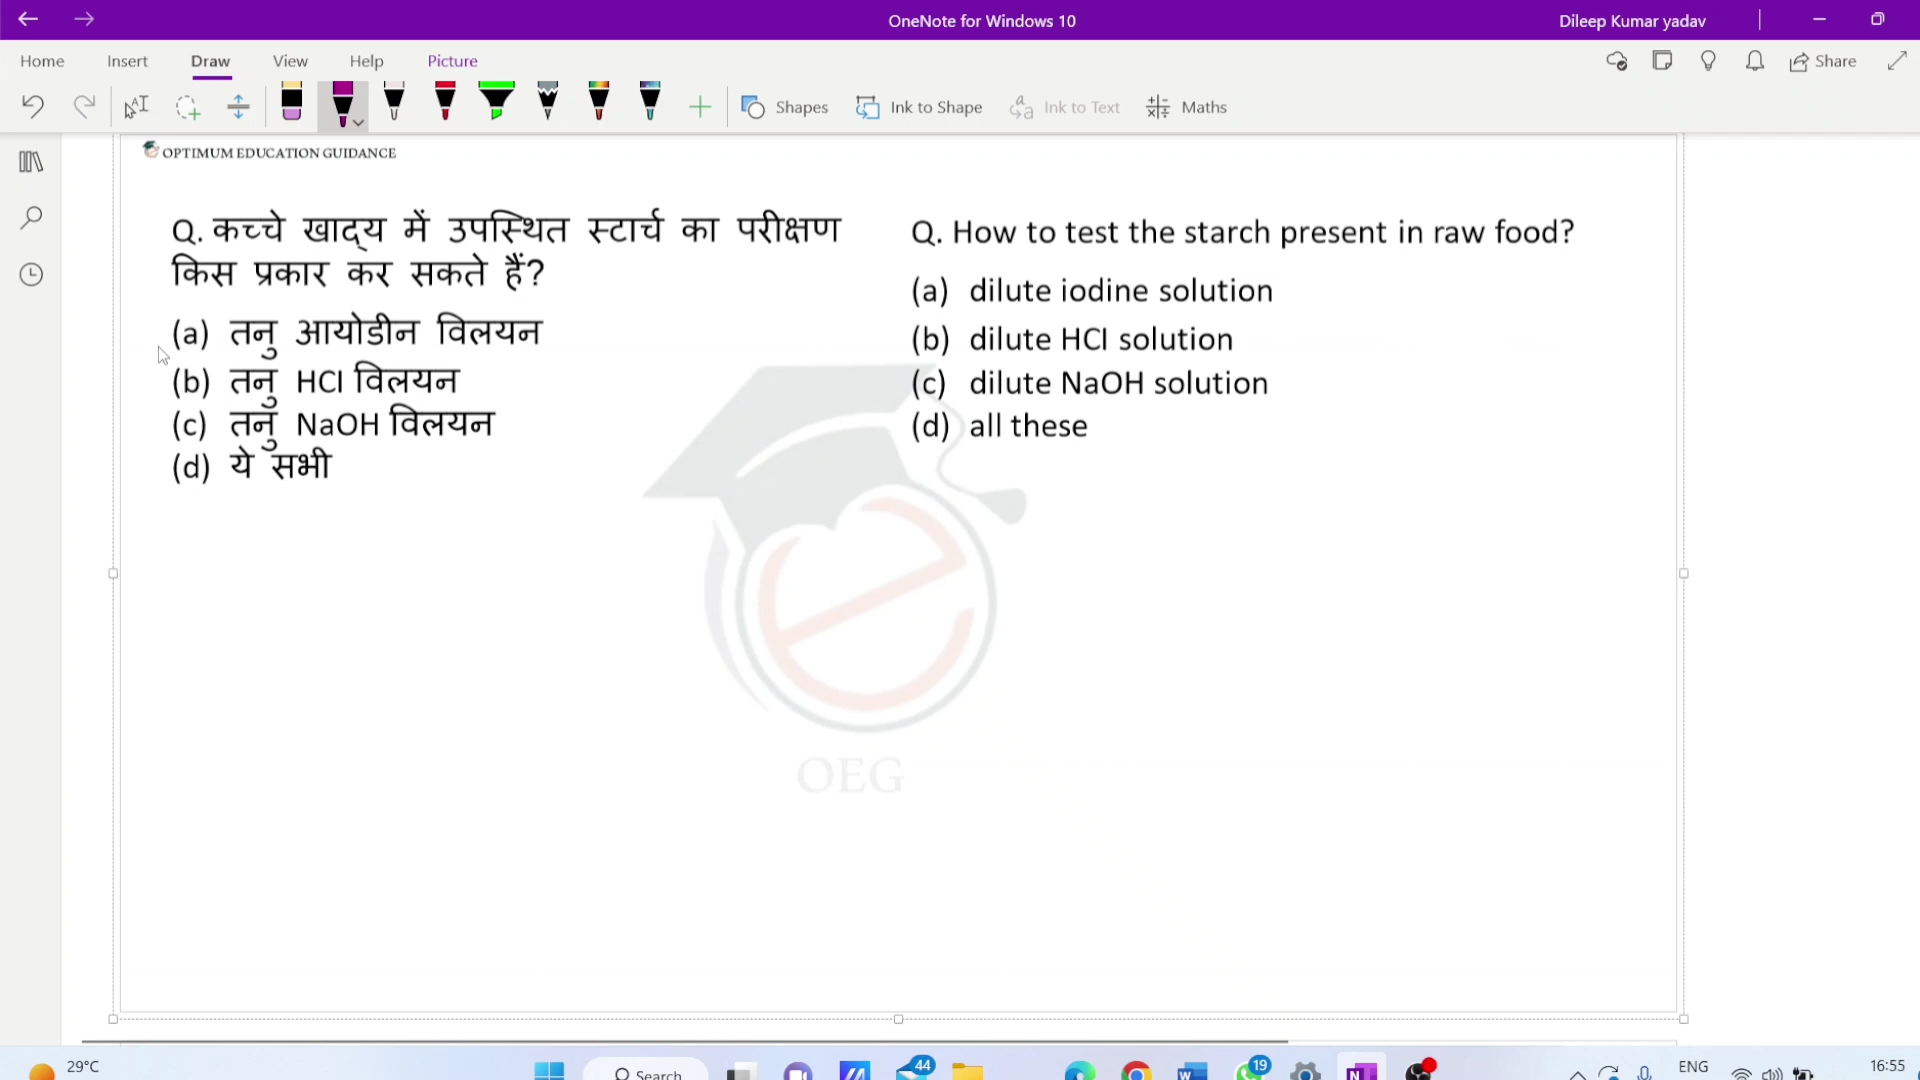 OneNote for Windows 10
Dileep Kumar yadav
Home Insert Draw View Help Picture
Share
Shapes Ink to Shape Ink to Text Maths
OPTIMUM EDUCATION GUIDANCE
Q. कच्चे खाद्य में उपस्थित स्टार्च का परीक्षण
किस प्रकार कर सकते हैं?
(a) तनु आयोडीन विलयन
(b) तनु HCl विलयन
(c) तनु NaOH विलयन
(d) ये सभी
Q. How to test the starch present in raw food?
(a) dilute iodine solution
(b) dilute HCl solution
(c) dilute NaOH solution
(d) all these
OEG
29°C
Search
44
19
ENG
16:55